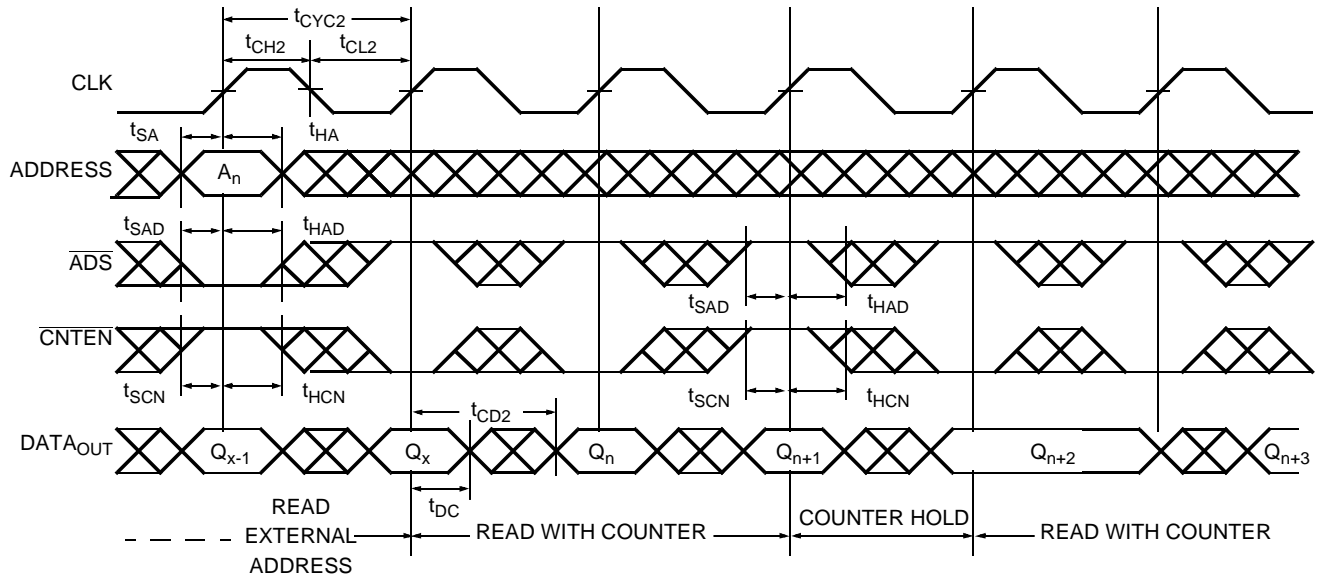 tCYC2
tCH2 tCL2
CLK
tSA tHA
ADDRESS An
tSAD tHAD
ADS
tSAD tHAD
CNTEN
tSCN tHCN tSCN tHCN
tCD2
DATAOUT Qx-1 Qx Qn Qn+1 Qn+2 Qn+3
tDC
READ
EXTERNAL
ADDRESS
READ WITH COUNTER COUNTER HOLD READ WITH COUNTER